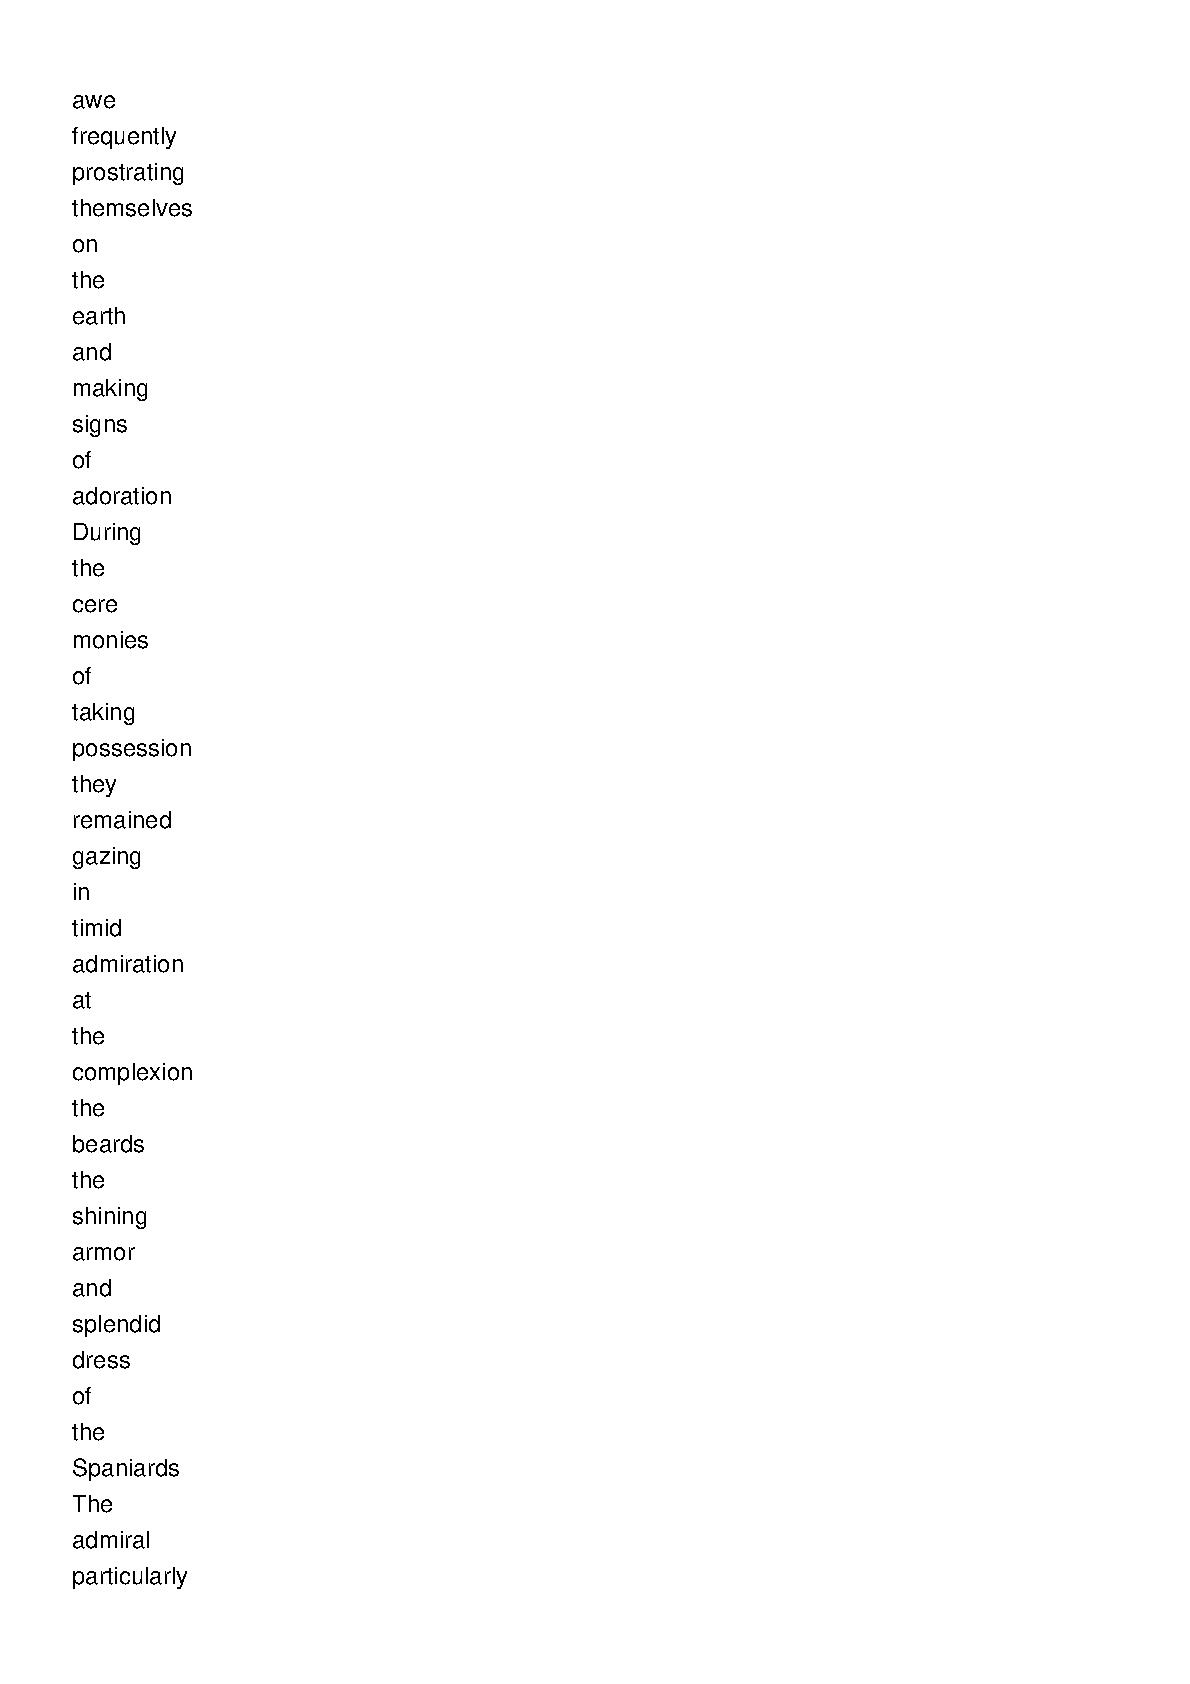 awe
frequently
prostrating
themselves
on
the
earth
and
making
signs
of
adoration
During
the
cere
monies
of
taking
possession
they
remained
gazing
in
timid
admiration
at
the
complexion
the
beards
the
shining
armor
and
splendid
dress
of
the
Spaniards
The
admiral
particularly